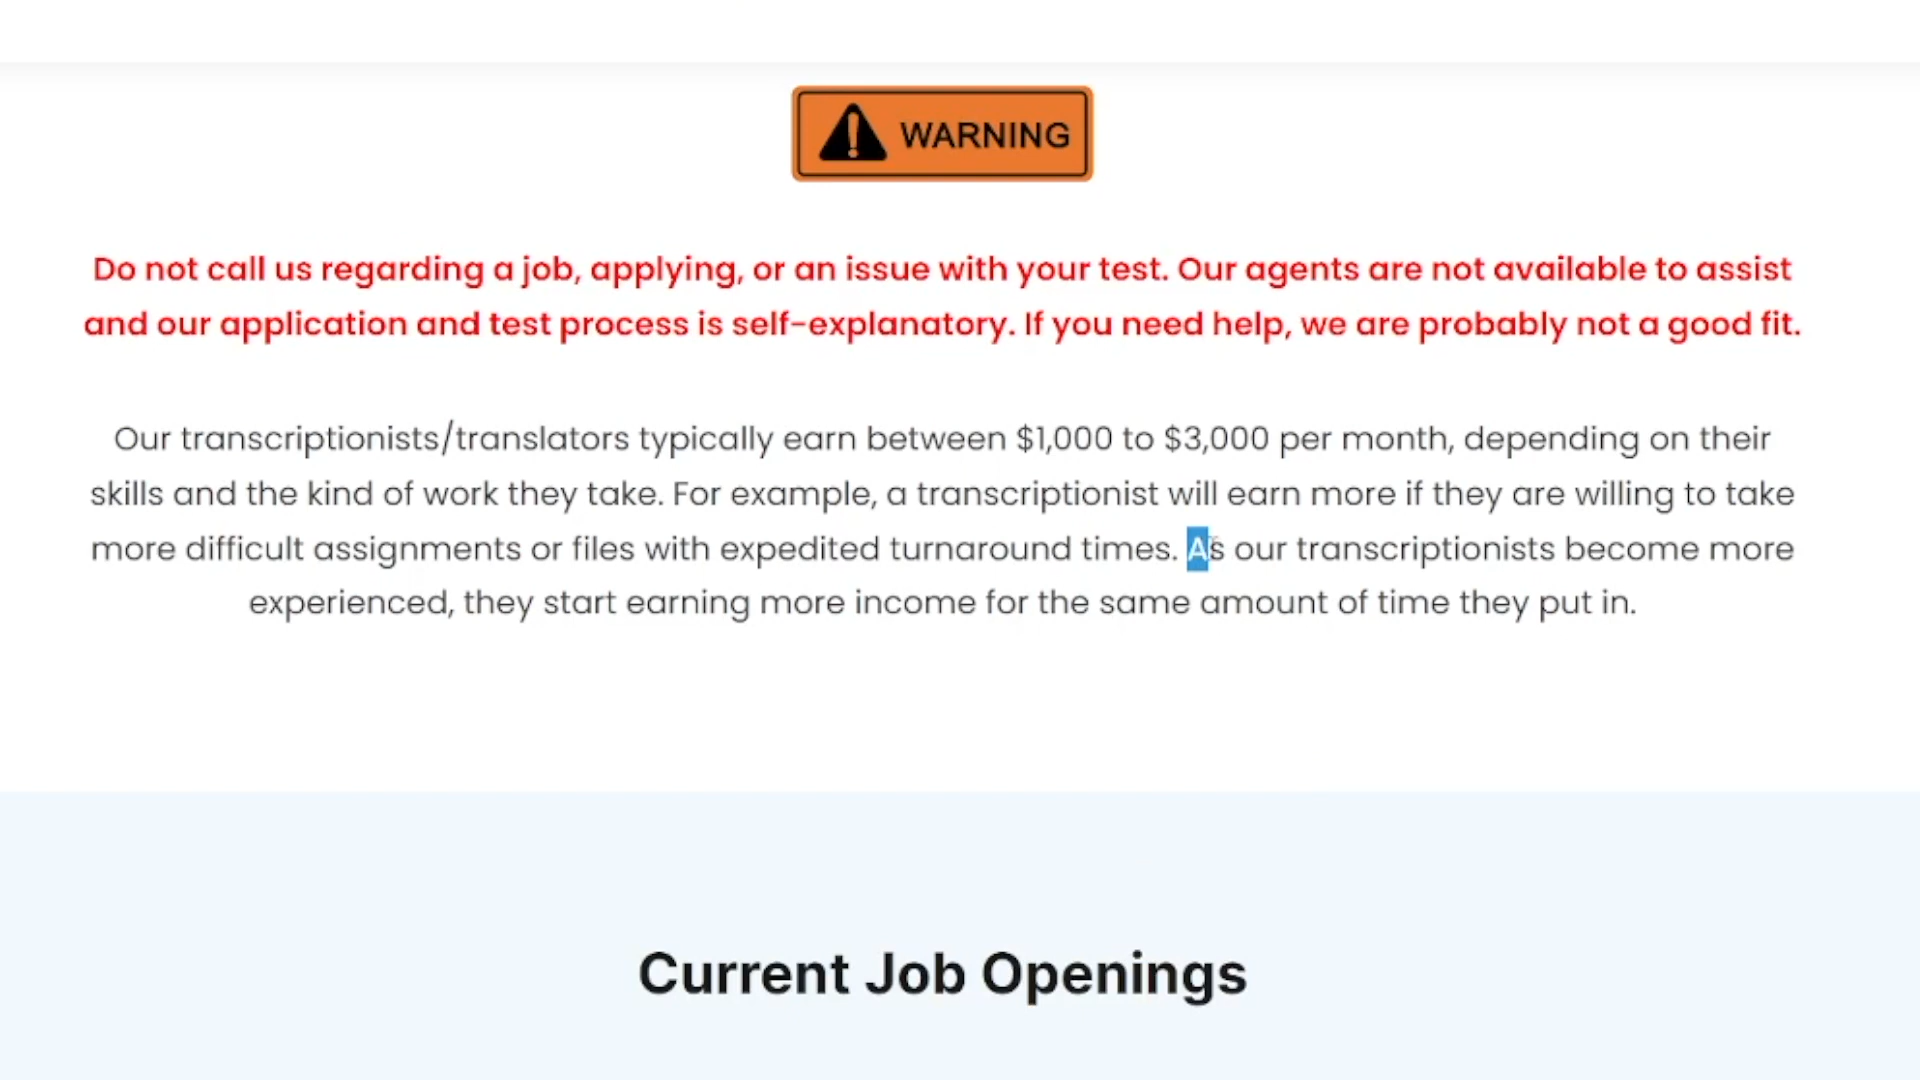 WARNING
Do not call us regarding a job, applying, or an issue with your test. Our agents are not available to assist
and our application and test process is self-explanatory. If you need help, we are probably not a good fit.
Our transcriptionists/translators typically earn between $1,000 to $3,000 per month, depending on their
skills and the kind of work they take. For example, a transcriptionist will earn more if they are willing to take
more difficult assignments or files with expedited turnaround times. As our transcriptionists become more
experienced, they start earning more income for the same amount of time they put in.
Current Job Openings